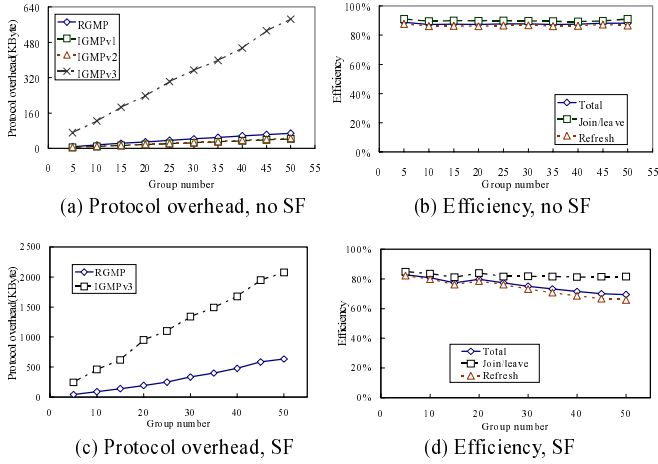 Protocol overhead(KByte)
640
480
320
160
0
RGMP
IGMPv1
IGMPv2
IGMPv3
0 5 10 15 20 25 30 35 40 45 50 55
Group number
(a) Protocol overhead, no SF
Efficiency
100%
80%
60%
40%
20%
0%
Total
Join/leave
Refresh
0 5 10 15 20 25 30 35 40 45 50 55
Group number
(b) Efficiency, no SF
Protocol overhead(KByte)
2500
2000
1500
1000
500
0
RGMP
IGMPv3
0 10 20 30 40 50
Group number
(c) Protocol overhead, SF
Efficiency
100%
80%
60%
40%
20%
0%
Total
Join/leave
Refresh
0 10 20 30 40 50
Group number
(d) Efficiency, SF